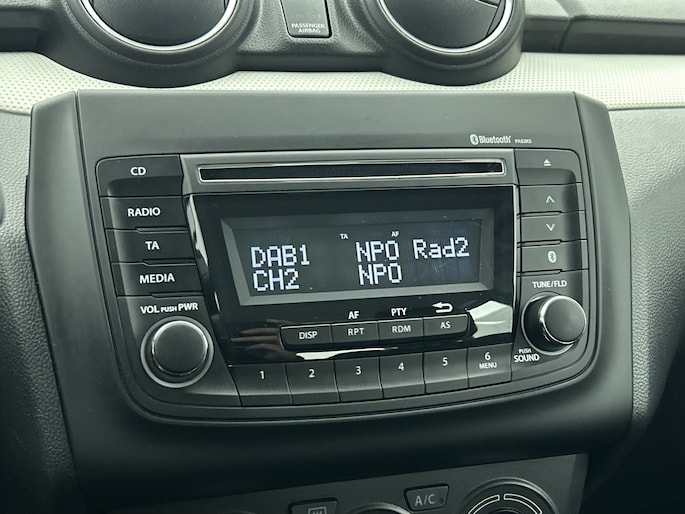 PASSENGER
AIRBAG
Bluetooth PAS2R3
CD
RADIO
TA
MEDIA
VOL PUSH PWR
TA AF
DAB1 NPO Rad2
CH2 NPO
AF PTY
DISP RPT RDM AS
1 2 3 4 5 6
MENU
TUNE/FLD
PUSH
SOUND
A/C